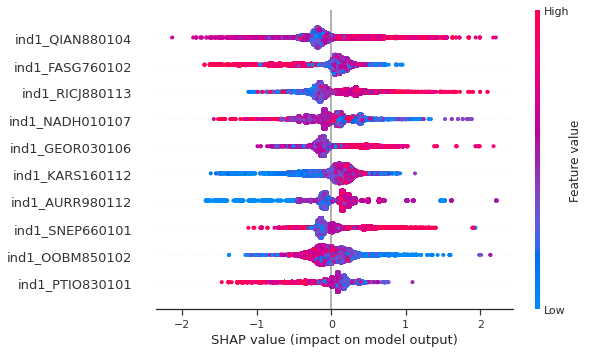 High
ind1_QIAN880104
ind1_FASG760102
ind1_RICJ880113
ind1_NADH010107
ind1_GEOR030106
ind1_KARS160112
ind1_AURR980112
ind1_SNEP660101
ind1_OOBM850102
ind1_PTIO830101
Feature value
Low
−2 −1 0 1 2
SHAP value (impact on model output)